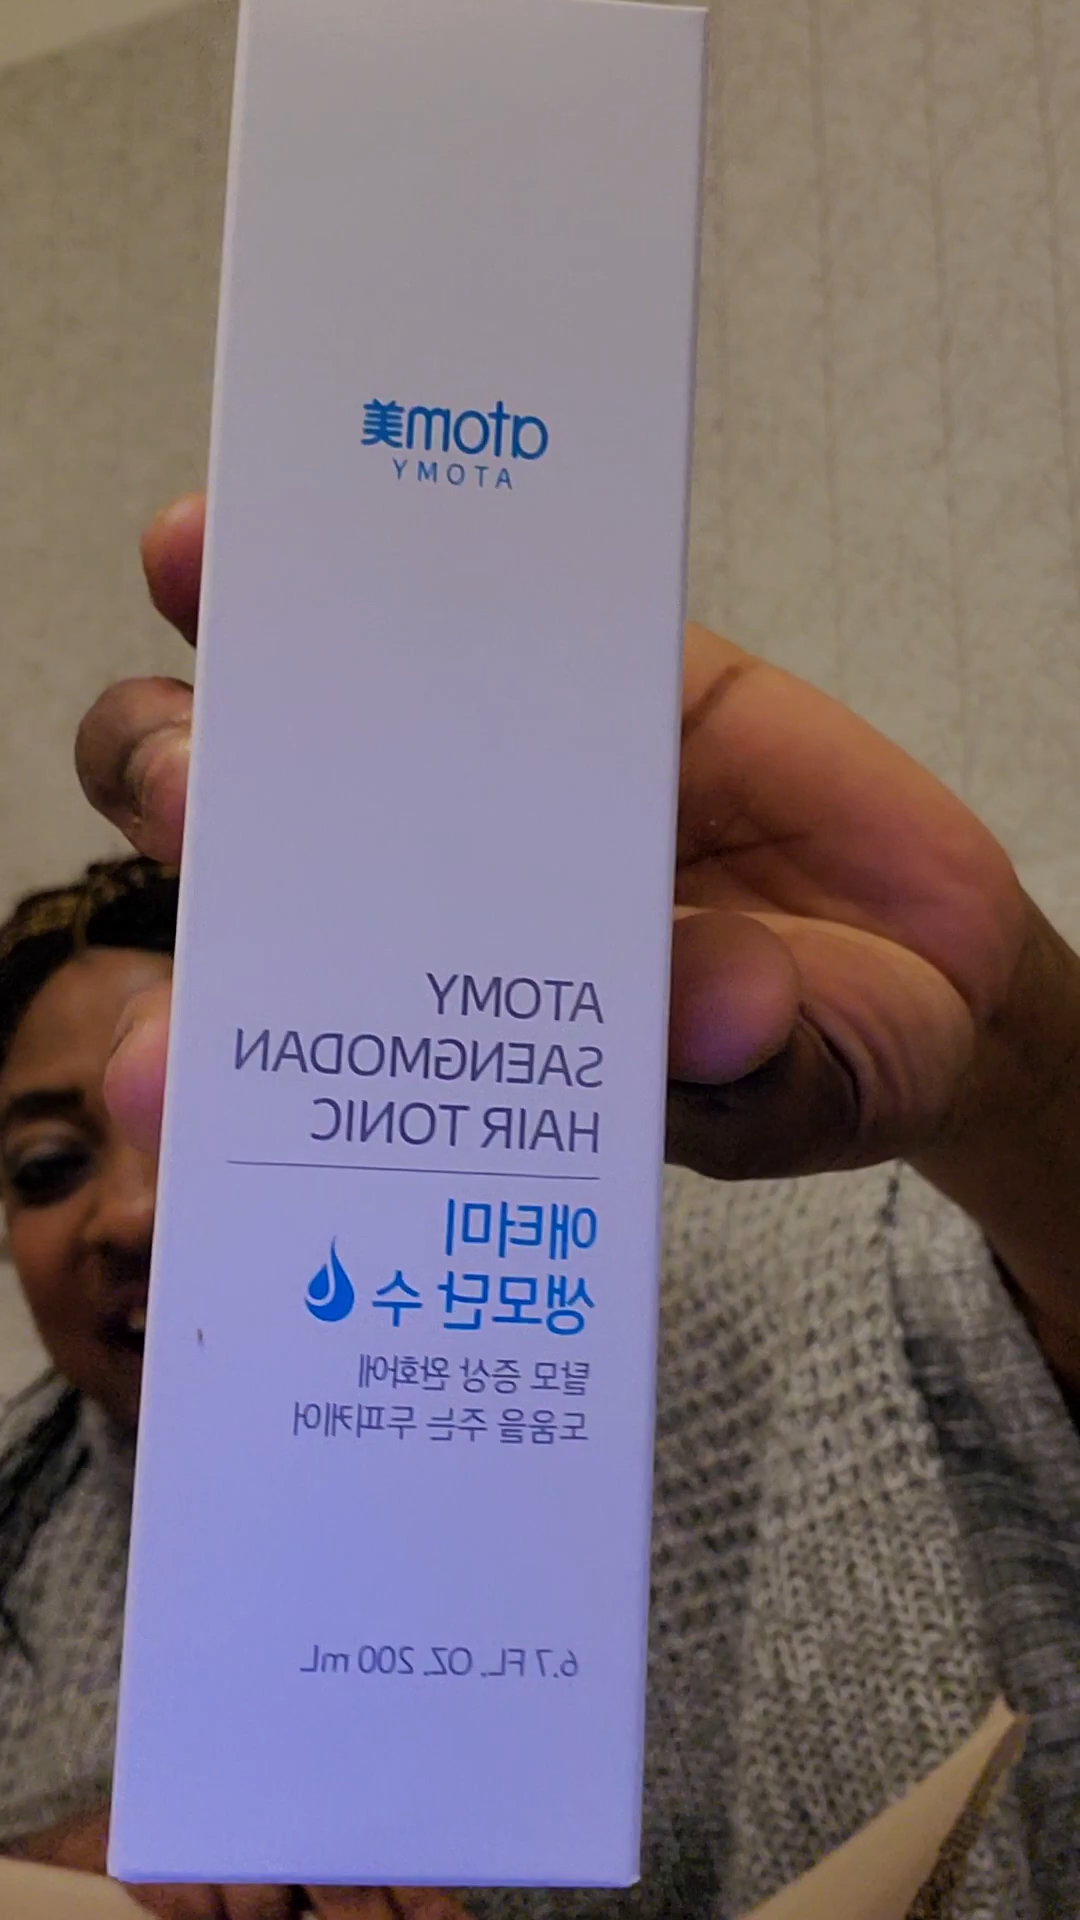 atom美
ATOMY
ATOMY
SAENGMODAN
HAIR TONIC
애터미
생모단 수
탈모 증상 완화에
도움을 주는 두피케어
6.7 FL. OZ. 200 mL